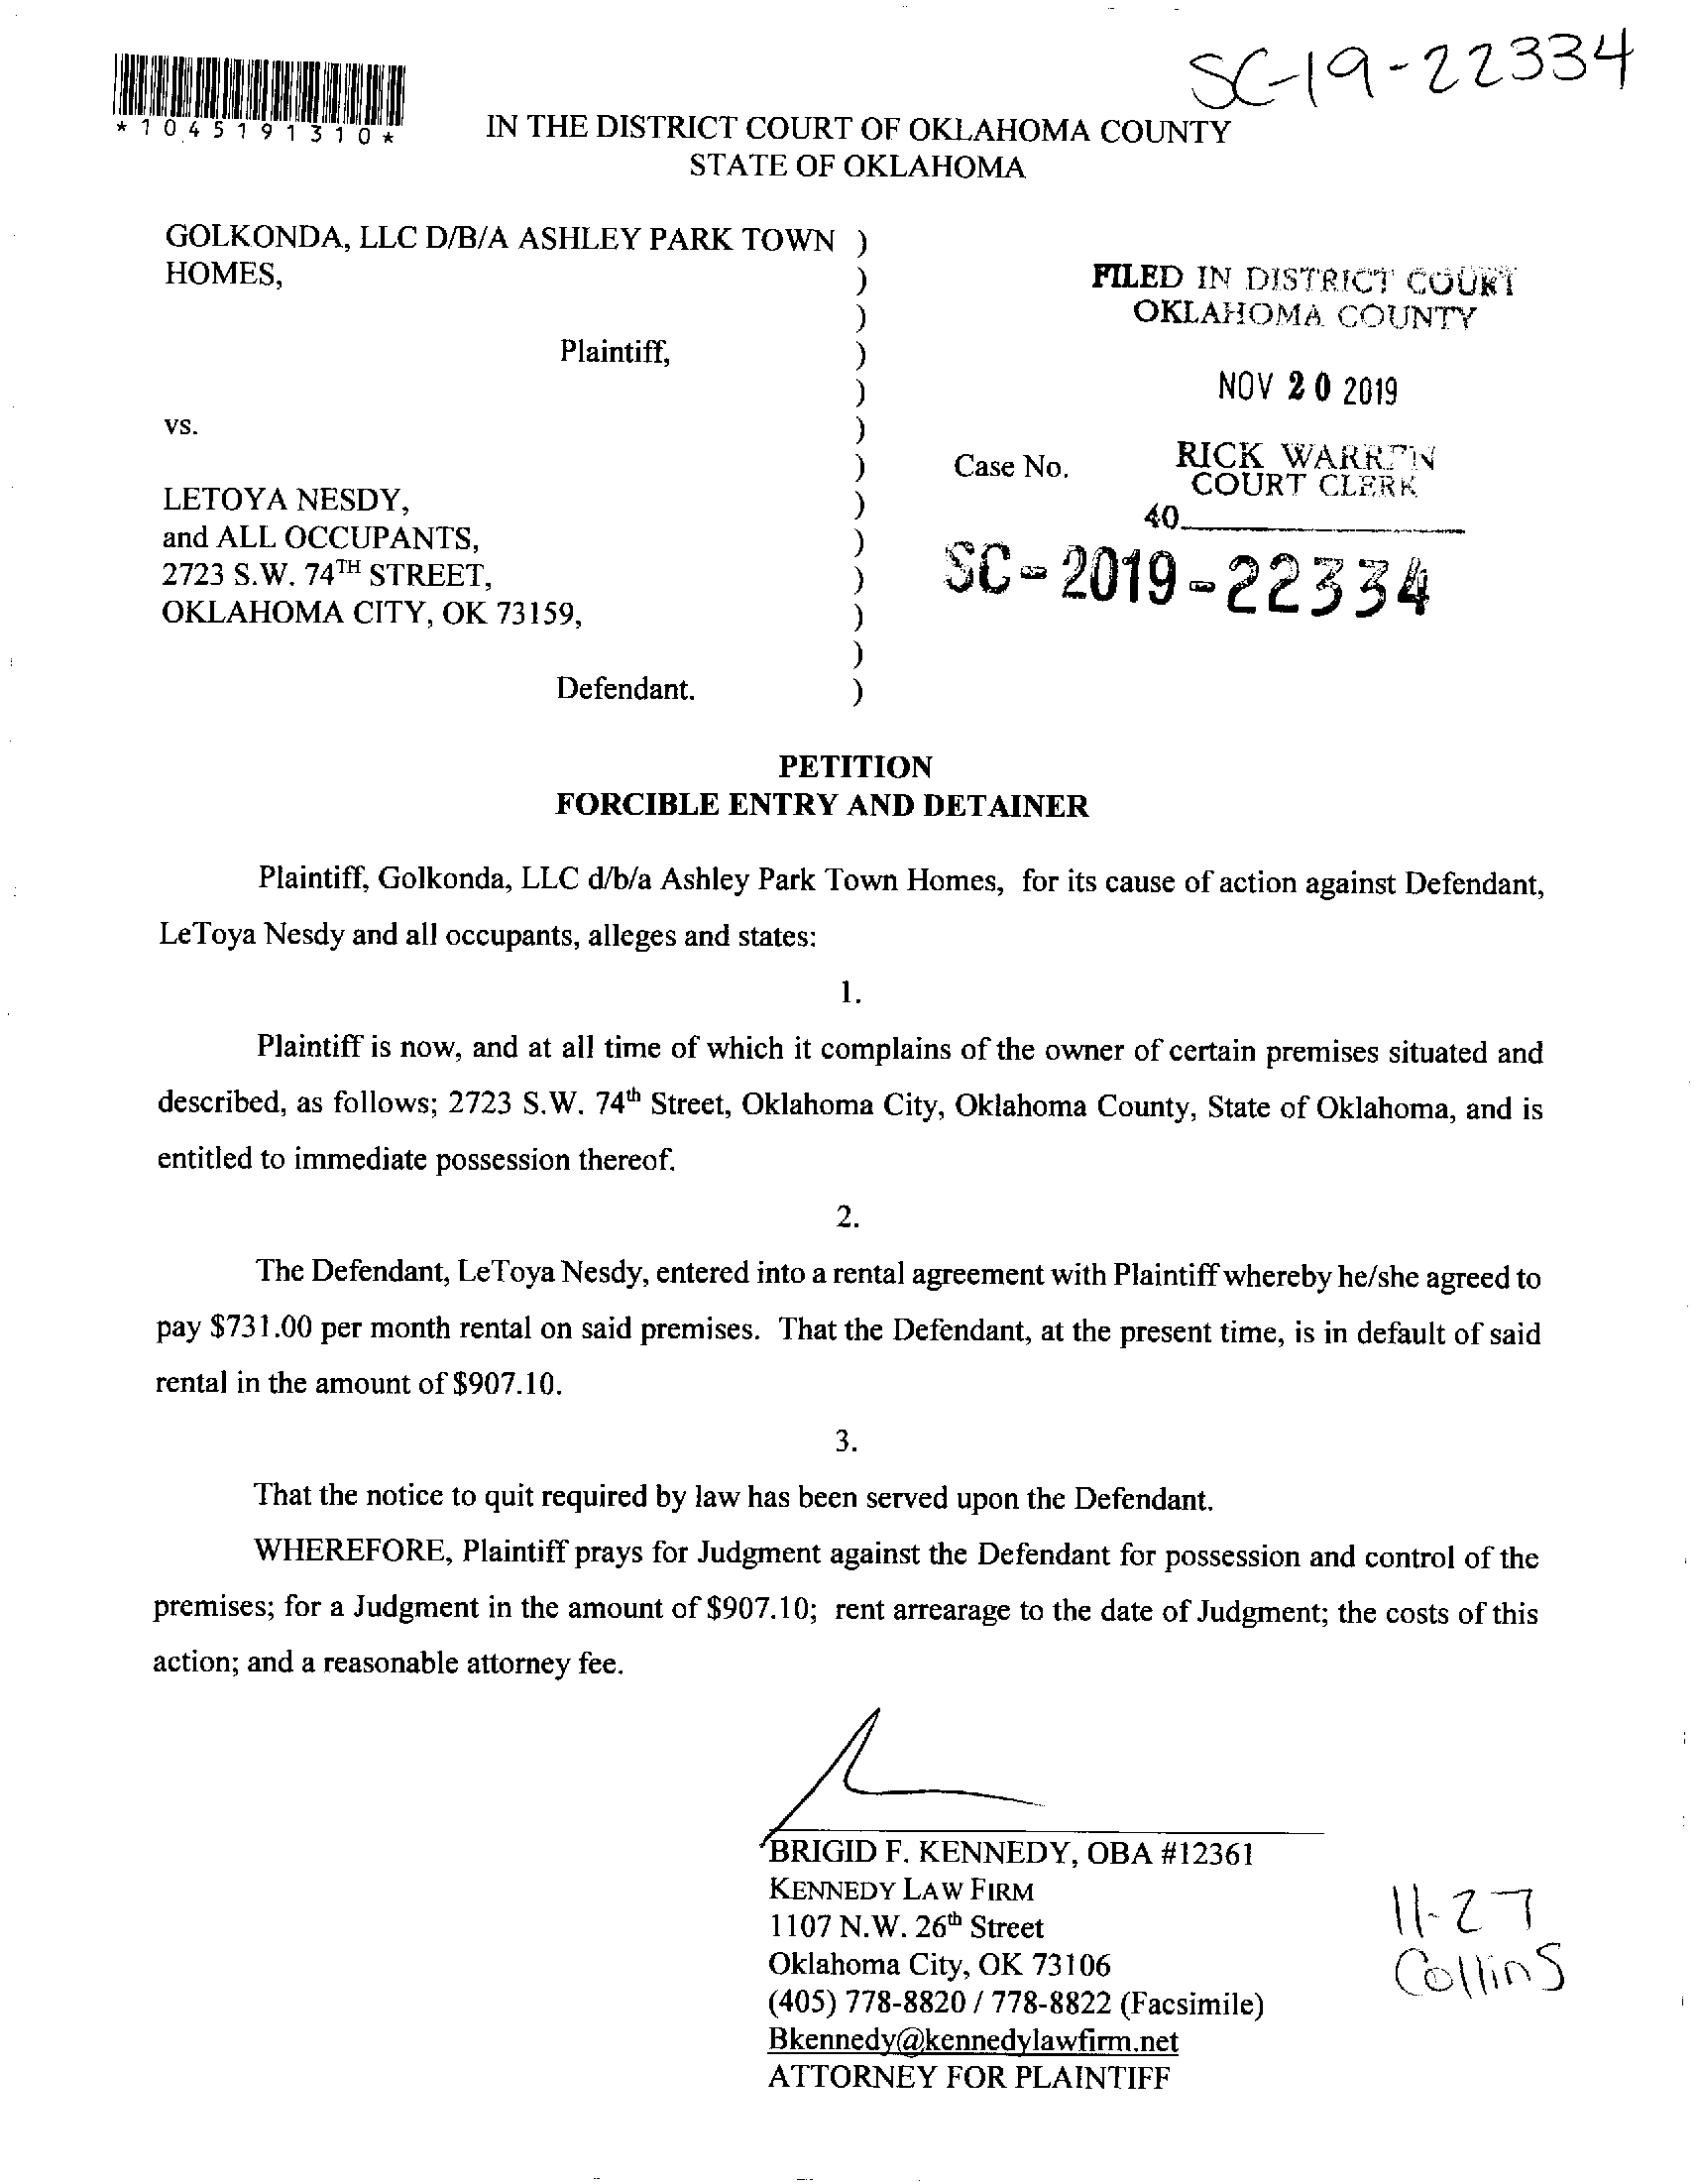 SC-19-22334
*1045191310*
IN THE DISTRICT COURT OF OKLAHOMA COUNTY
STATE OF OKLAHOMA
GOLKONDA, LLC D/B/A ASHLEY PARK TOWN )
HOMES, )
)
Plaintiff, )
)
vs. )
)
LETOYA NESDY, )
and ALL OCCUPANTS, )
2723 S.W. 74TH STREET, )
OKLAHOMA CITY, OK 73159, )
)
Defendant. )
FILED IN DISTRICT COURT
OKLAHOMA COUNTY
NOV 20 2019
Case No.
RICK WARREN
COURT CLERK
40
SC-2019-22334
PETITION
FORCIBLE ENTRY AND DETAINER
Plaintiff, Golkonda, LLC d/b/a Ashley Park Town Homes, for its cause of action against Defendant,
LeToya Nesdy and all occupants, alleges and states:
1.
Plaintiff is now, and at all time of which it complains of the owner of certain premises situated and
described, as follows; 2723 S.W. 74th Street, Oklahoma City, Oklahoma County, State of Oklahoma, and is
entitled to immediate possession thereof.
2.
The Defendant, LeToya Nesdy, entered into a rental agreement with Plaintiff whereby he/she agreed to
pay $731.00 per month rental on said premises. That the Defendant, at the present time, is in default of said
rental in the amount of $907.10.
3.
That the notice to quit required by law has been served upon the Defendant.
WHEREFORE, Plaintiff prays for Judgment against the Defendant for possession and control of the
premises; for a Judgment in the amount of $907.10; rent arrearage to the date of Judgment; the costs of this
action; and a reasonable attorney fee.
BRIGID F. KENNEDY, OBA #12361
KENNEDY LAW FIRM
1107 N.W. 26th Street
Oklahoma City, OK 73106
(405) 778-8820 / 778-8822 (Facsimile)
Bkennedy@kennedylawfirm.net
ATTORNEY FOR PLAINTIFF
11-27
Collins